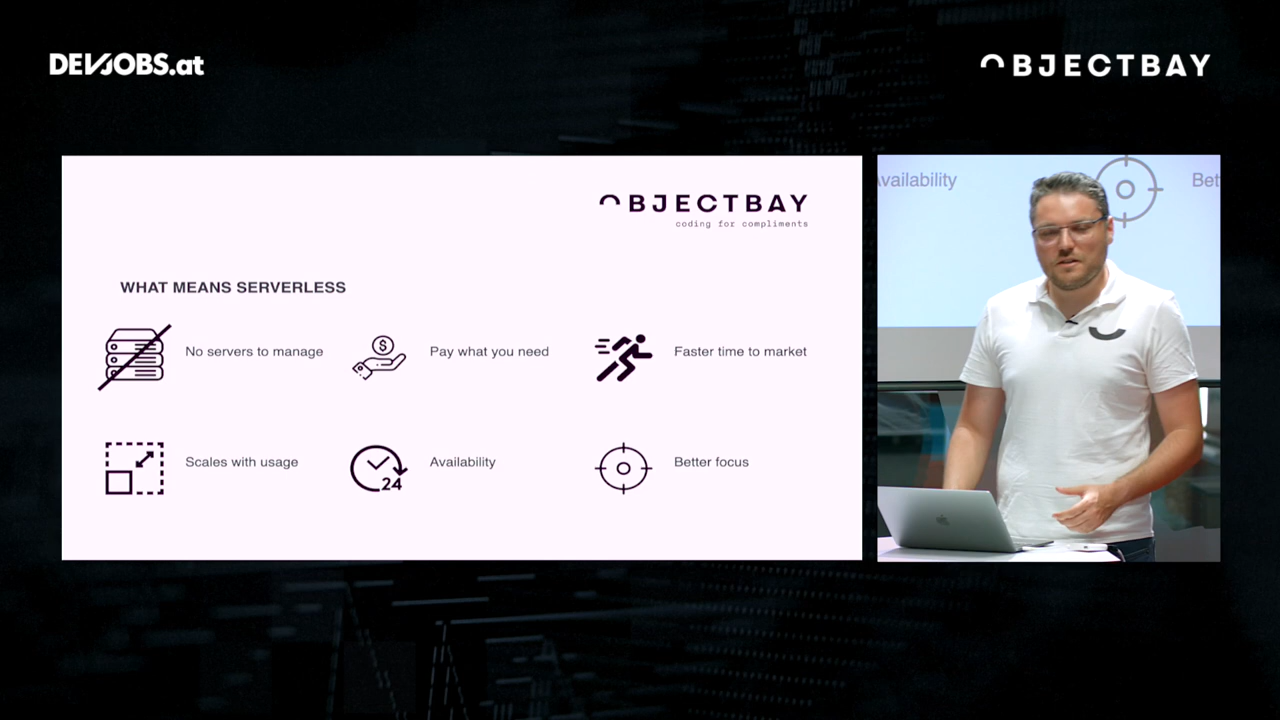 DEVJOBS.at
OBJECTBAY
OBJECTBAY
coding for compliments
WHAT MEANS SERVERLESS
No servers to manage
Pay what you need
Faster time to market
Scales with usage
24
Availability
Better focus
Availability
Bet